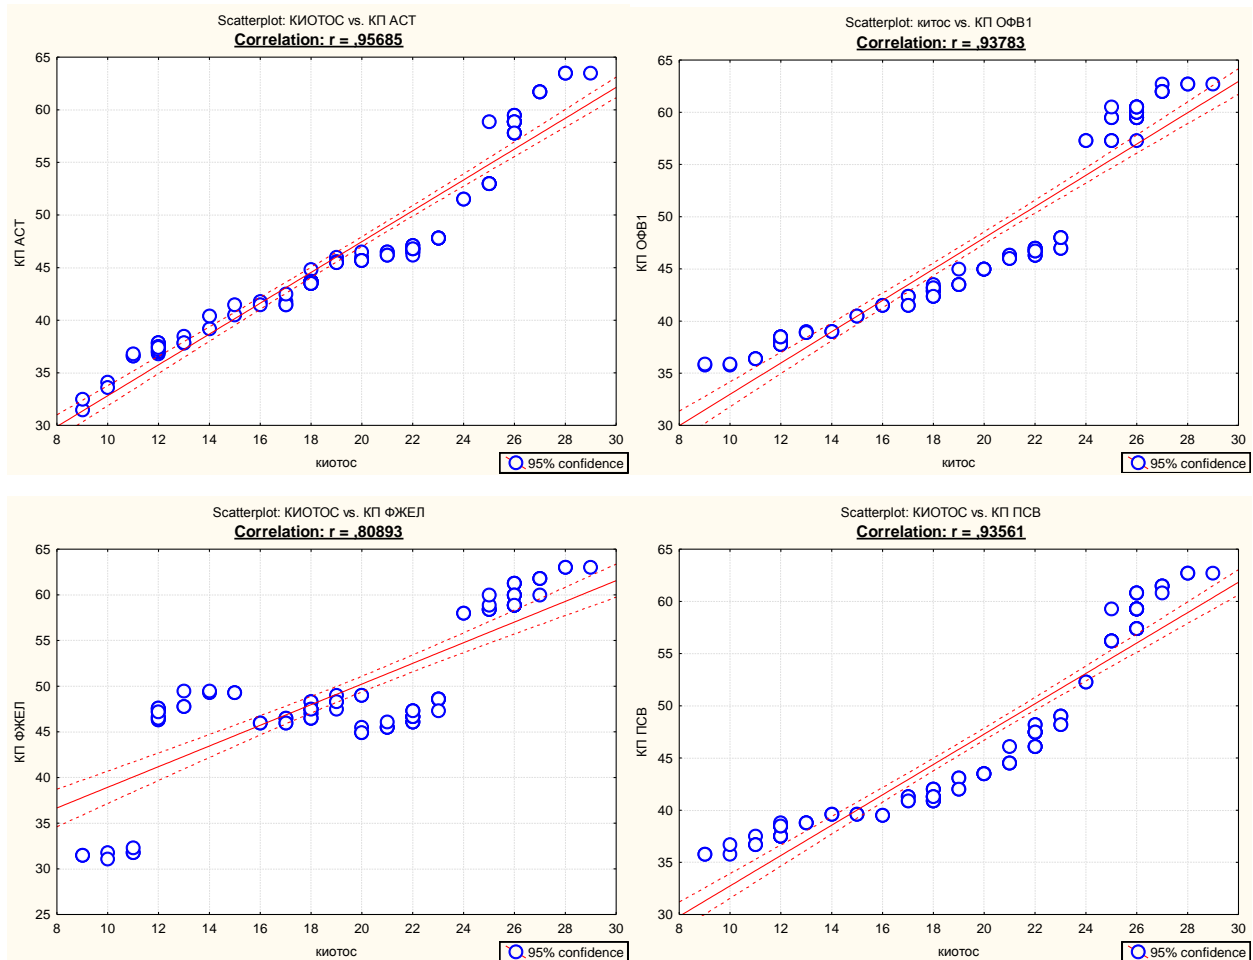 Scatterplot: КИОТОС vs. КП АСТ
Correlation: r = ,95685
65
60
55
50
45
40
35
30
КП АСТ
8 10 12 14 16 18 20 22 24 26 28 30
киотос
95% confidence
Scatterplot: китос vs. КП ОФВ1
Correlation: r = ,93783
65
60
55
50
45
40
35
30
КП ОФВ1
8 10 12 14 16 18 20 22 24 26 28 30
китос
95% confidence
Scatterplot: КИОТОС vs. КП ФЖЕЛ
Correlation: r = ,80893
65
60
55
50
45
40
35
30
25
КП ФЖЕЛ
8 10 12 14 16 18 20 22 24 26 28 30
киотос
95% confidence
Scatterplot: КИОТОС vs. КП ПСВ
Correlation: r = ,93561
65
60
55
50
45
40
35
30
КП ПСВ
8 10 12 14 16 18 20 22 24 26 28 30
киотос
95% confidence